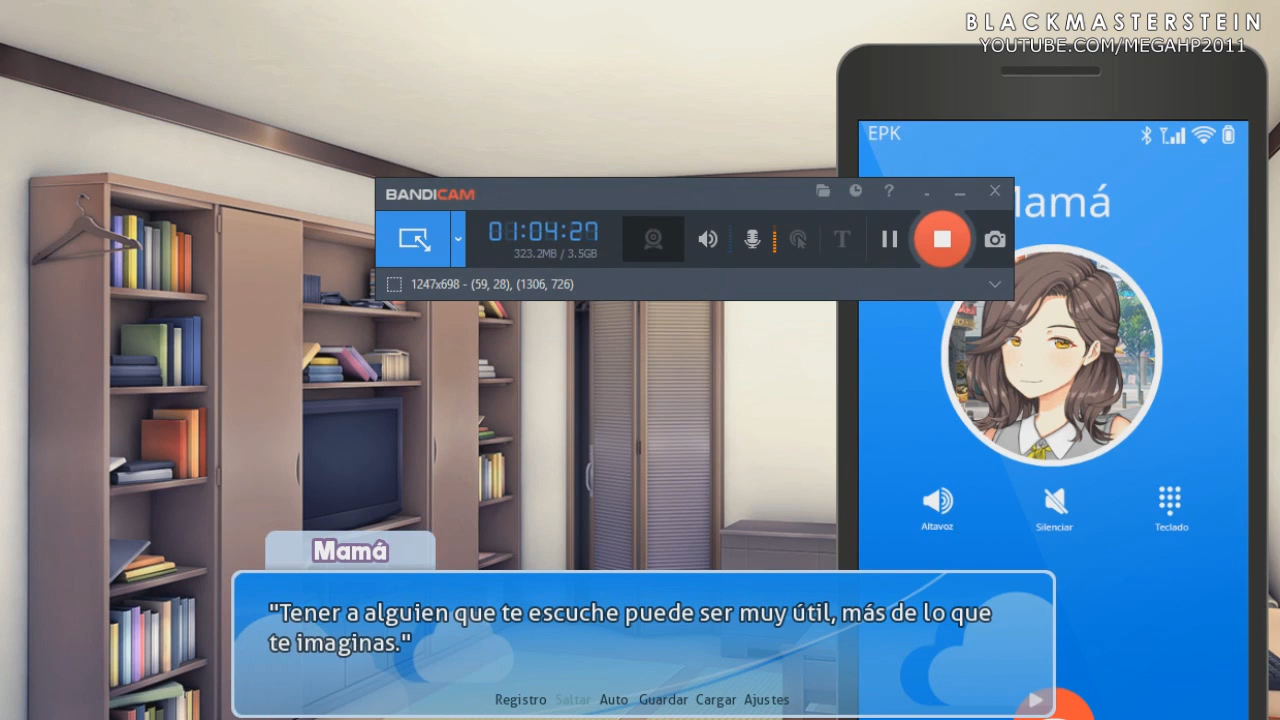 BLACKMASTERSTEIN
YOUTUBE.COM/MEGAHP2011
EPK
BANDICAM
?
Mamá
01:04:27
T
323.2MB / 3.5GB
1247x698 - (59, 28), (1306, 726)
Altavoz
Silenciar
Teclado
Mamá
"Tener a alguien que te escuche puede ser muy útil, más de lo que
te imaginas."
Registro Saltar Auto Guardar Cargar Ajustes